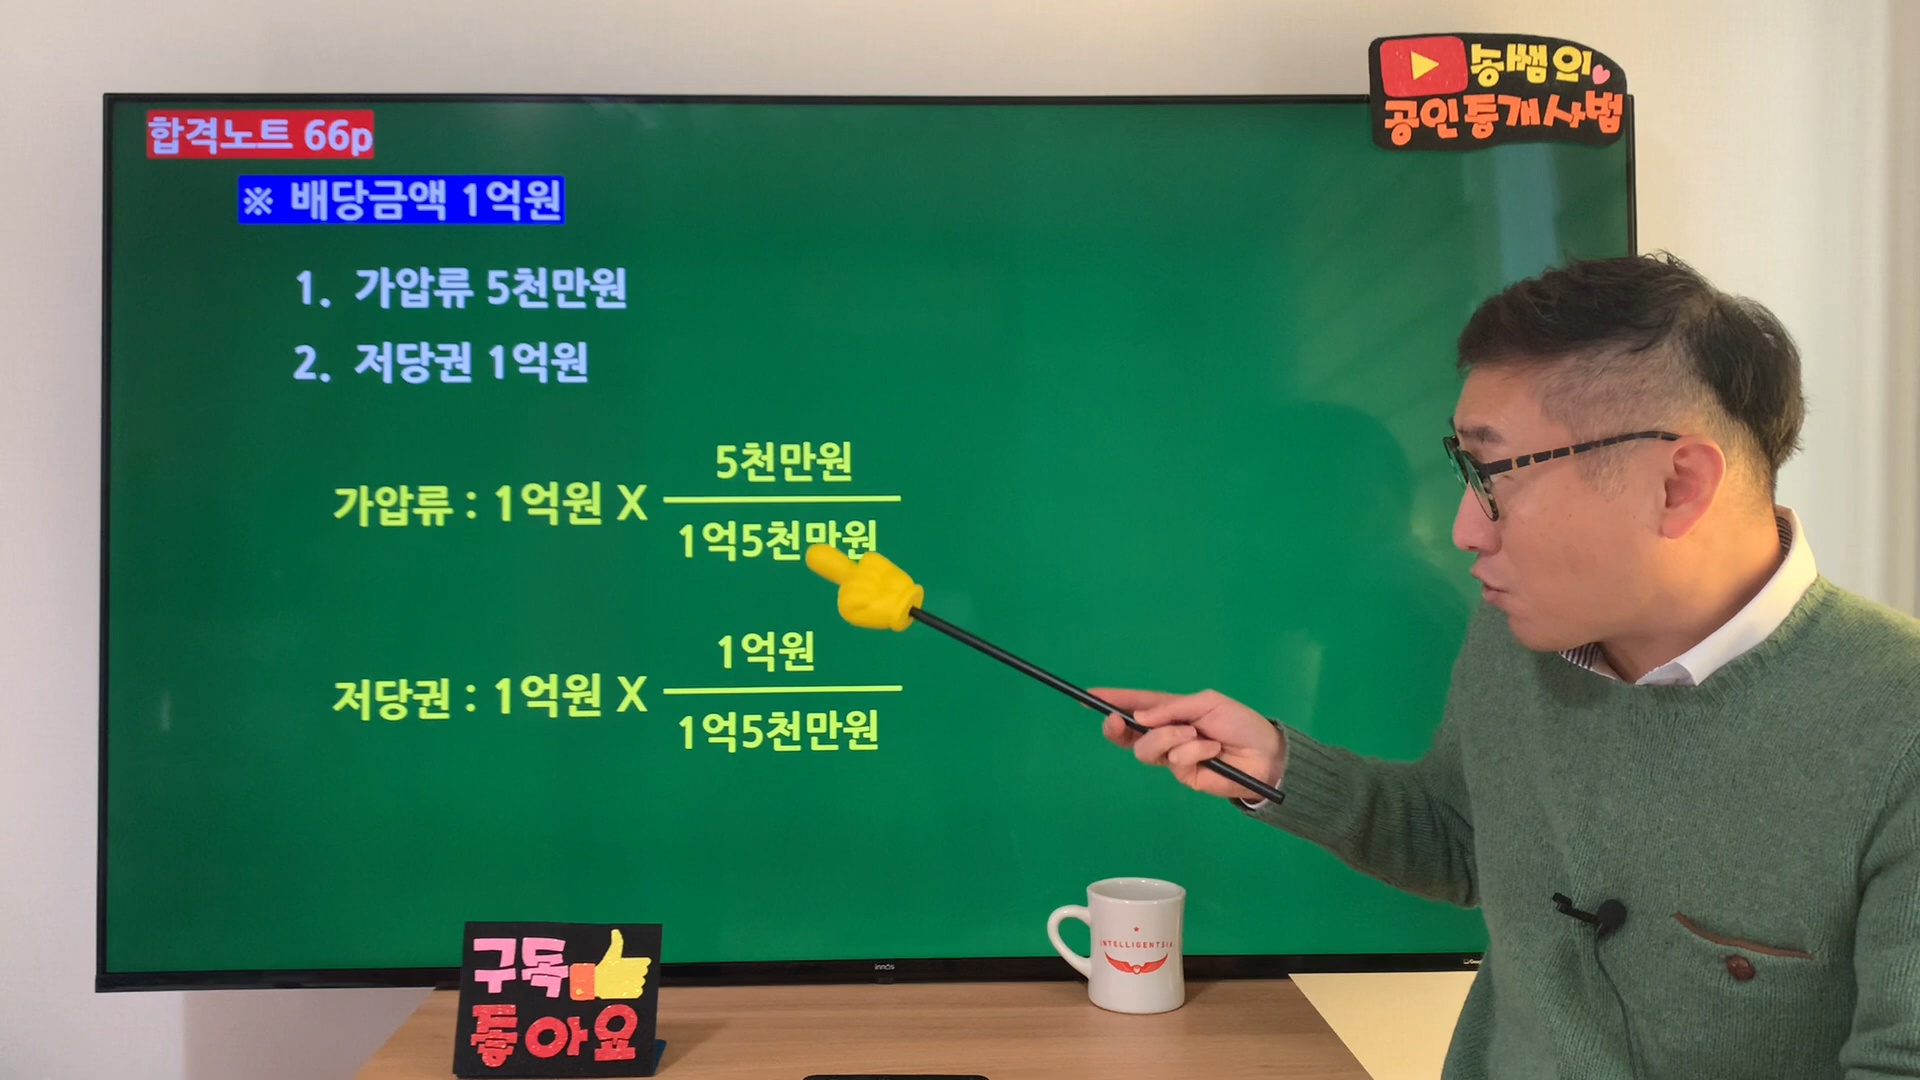 송쌤의
공인중개사법
합격노트 66p
※ 배당금액 1억원
1. 가압류 5천만원
2. 저당권 1억원
가압류 : 1억원 X 5천만원
1억5천만원
저당권 : 1억원 X 1억원
1억5천만원
구독
좋아요
INTELLIGENTSIA
innos